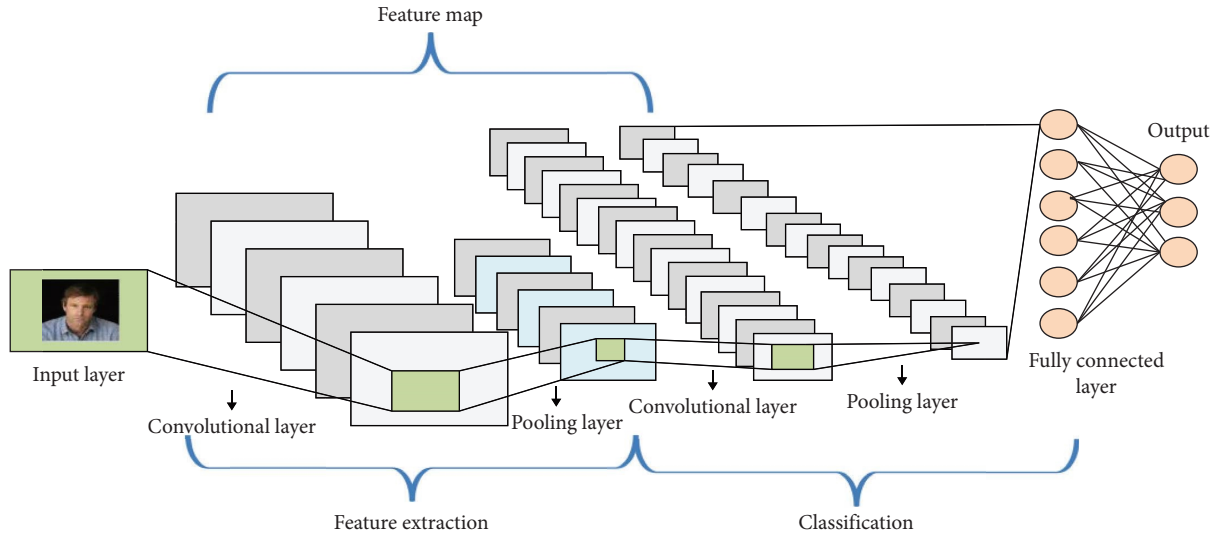 Feature map
Output
Input layer
Convolutional layer
Pooling layer
Convolutional layer
Pooling layer
Fully connected
layer
Feature extraction
Classification